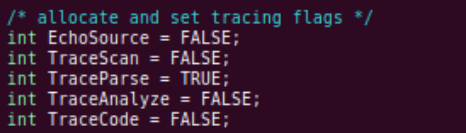 /* allocate and set tracing flags */
int EchoSource = FALSE;
int TraceScan = FALSE;
int TraceParse = TRUE;
int TraceAnalyze = FALSE;
int TraceCode = FALSE;